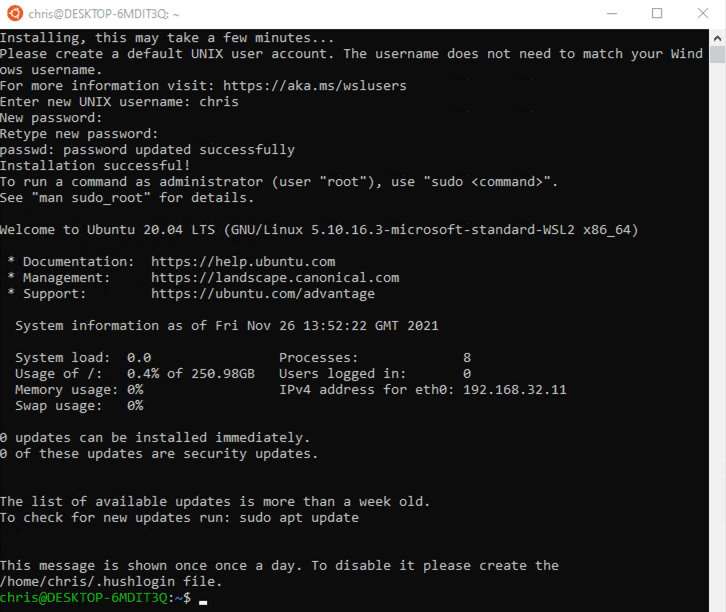 chris@DESKTOP-6MDIT3Q: ~
Installing, this may take a few minutes...
Please create a default UNIX user account. The username does not need to match your Wind
ows username.
For more information visit: https://aka.ms/wslusers
Enter new UNIX username: chris
New password:
Retype new password:
passwd: password updated successfully
Installation successful!
To run a command as administrator (user "root"), use "sudo <command>".
See "man sudo_root" for details.
Welcome to Ubuntu 20.04 LTS (GNU/Linux 5.10.16.3-microsoft-standard-WSL2 x86_64)
* Documentation:  https://help.ubuntu.com
* Management:     https://landscape.canonical.com
* Support:        https://ubuntu.com/advantage
System information as of Fri Nov 26 13:52:22 GMT 2021
System load:  0.0                Processes:             8
Usage of /:   0.4% of 250.98GB   Users logged in:       0
Memory usage: 0%                 IPv4 address for eth0: 192.168.32.11
Swap usage:   0%
0 updates can be installed immediately.
0 of these updates are security updates.
The list of available updates is more than a week old.
To check for new updates run: sudo apt update
This message is shown once once a day. To disable it please create the
/home/chris/.hushlogin file.
chris@DESKTOP-6MDIT3Q:~$ _